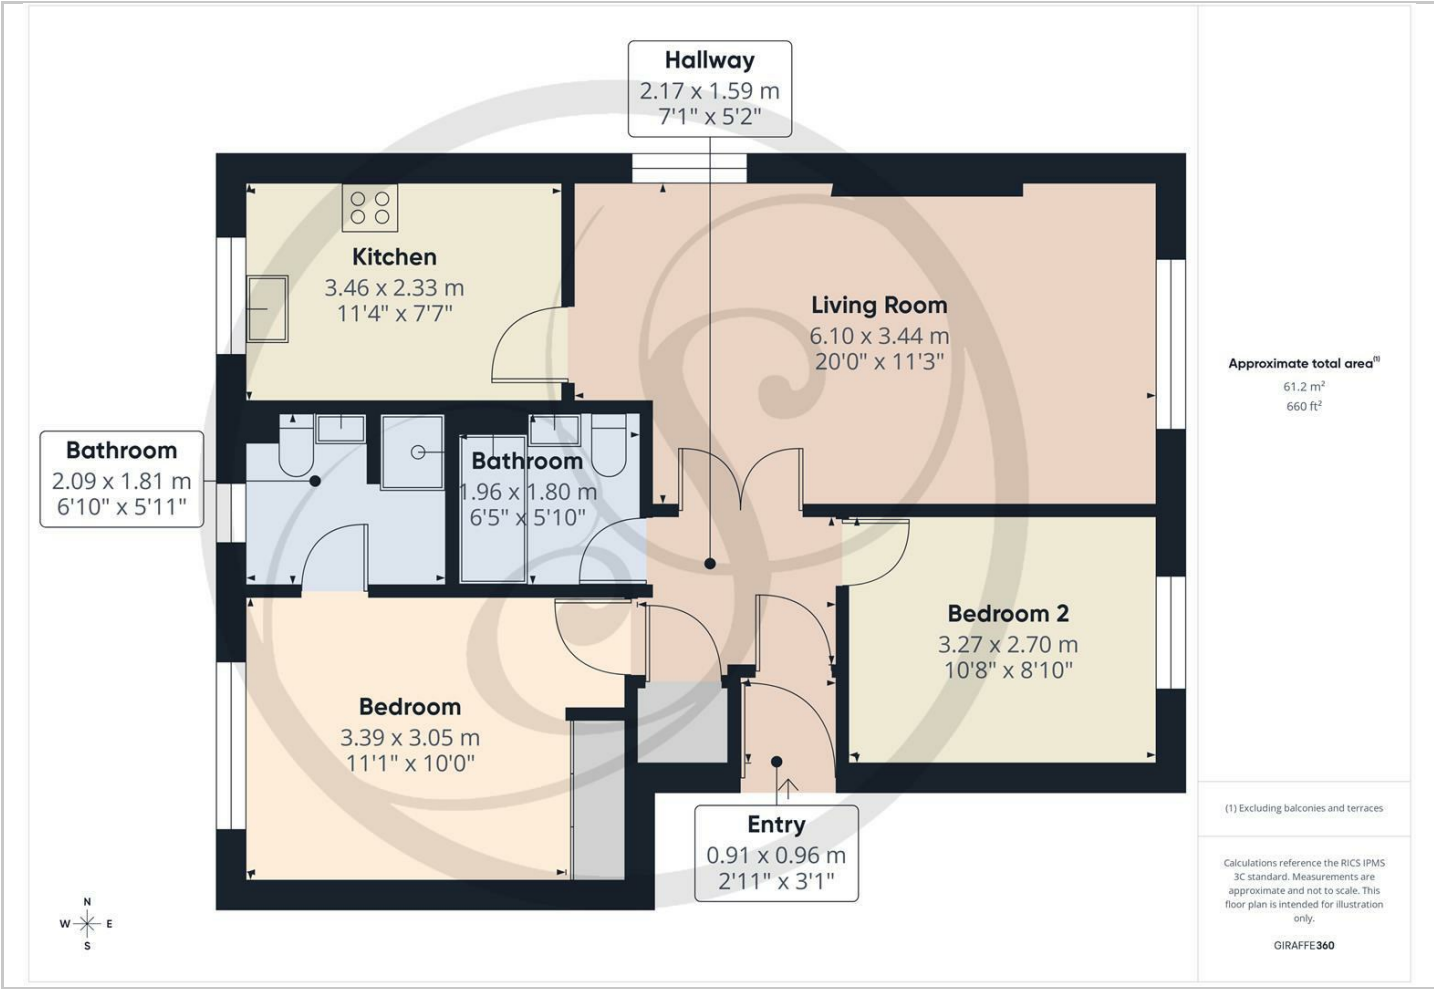 Hallway
2.17 x 1.59 m
7'1" x 5'2"
Kitchen
3.46 x 2.33 m
11'4" x 7'7"
Living Room
6.10 x 3.44 m
20'0" x 11'3"
Bathroom
2.09 x 1.81 m
6'10" x 5'11"
Bathroom
1.96 x 1.80 m
6'5" x 5'10"
Bedroom 2
3.27 x 2.70 m
10'8" x 8'10"
Bedroom
3.39 x 3.05 m
11'1" x 10'0"
Entry
0.91 x 0.96 m
2'11" x 3'1"
N
W E
S
Approximate total area(1)
61.2 m²
660 ft²
(1) Excluding balconies and terraces
Calculations reference the RICS IPMS
3C standard. Measurements are
approximate and not to scale. This
floor plan is intended for illustration
only.
GIRAFFE360